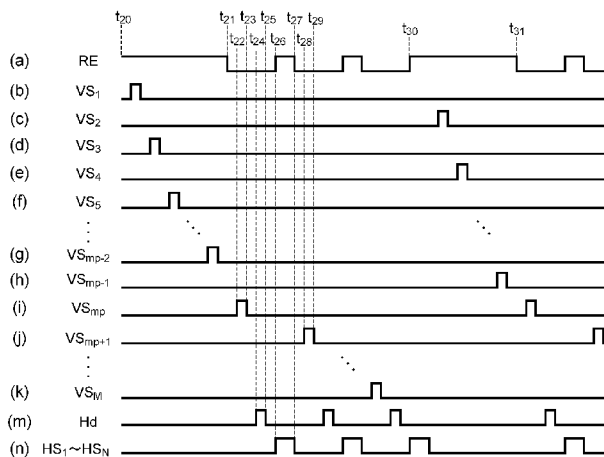 t20 t21 t23 t25 t27 t29
t22 t24 t26 t28 t30 t31
(a) RE
(b) VS1
(c) VS2
(d) VS3
(e) VS4
(f) VS5
(g) VSmp-2
(h) VSmp-1
(i) VSmp
(j) VSmp+1
(k) VSM
(m) Hd
(n) HS1～HSN